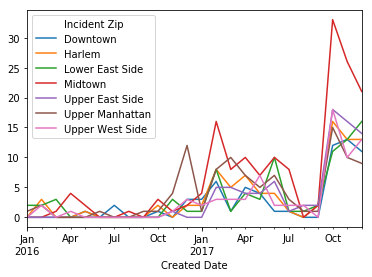 Incident Zip
Downtown
Harlem
Lower East Side
Midtown
Upper East Side
Upper Manhattan
Upper West Side
30
25
20
15
10
5
0
Jan Apr Jul Oct Jan Apr Jul Oct
2016 2017
Created Date